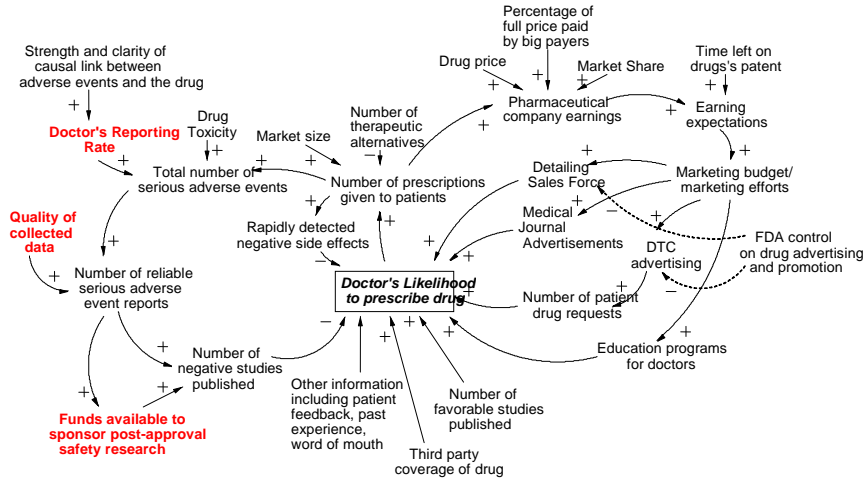 Strength and clarity of
causal link between
adverse events and the drug
+
Doctor's Reporting
Rate
+
Drug
Toxicity
+
Total number of
serious adverse events
+
Market size
+
Number of
therapeutic
alternatives
−
Number of prescriptions
given to patients
+
Rapidly detected
negative side effects
+
−
Quality of
collected
data
+
+
Number of reliable
serious adverse
event reports
+
+
Number of
negative studies
published
+
−
Funds available to
sponsor post-approval
safety research
Doctor's Likelihood
to prescribe drug
Other information
including patient
feedback, past
experience,
word of mouth
+
Third party
coverage of drug
+
Number of
favorable studies
published
+
Drug price
+
Percentage of
full price paid
by big payers
+
Market Share
+
Pharmaceutical
company earnings
+
Time left on
drugs's patent
+
Earning
expectations
+
+
Marketing budget/
marketing efforts
+
Detailing
Sales Force
+
−
Medical
Journal
Advertisements
+
+
DTC
advertising
+
−
FDA control
on drug advertising
and promotion
Number of patient
drug requests
+
+
+
Education programs
for doctors
+